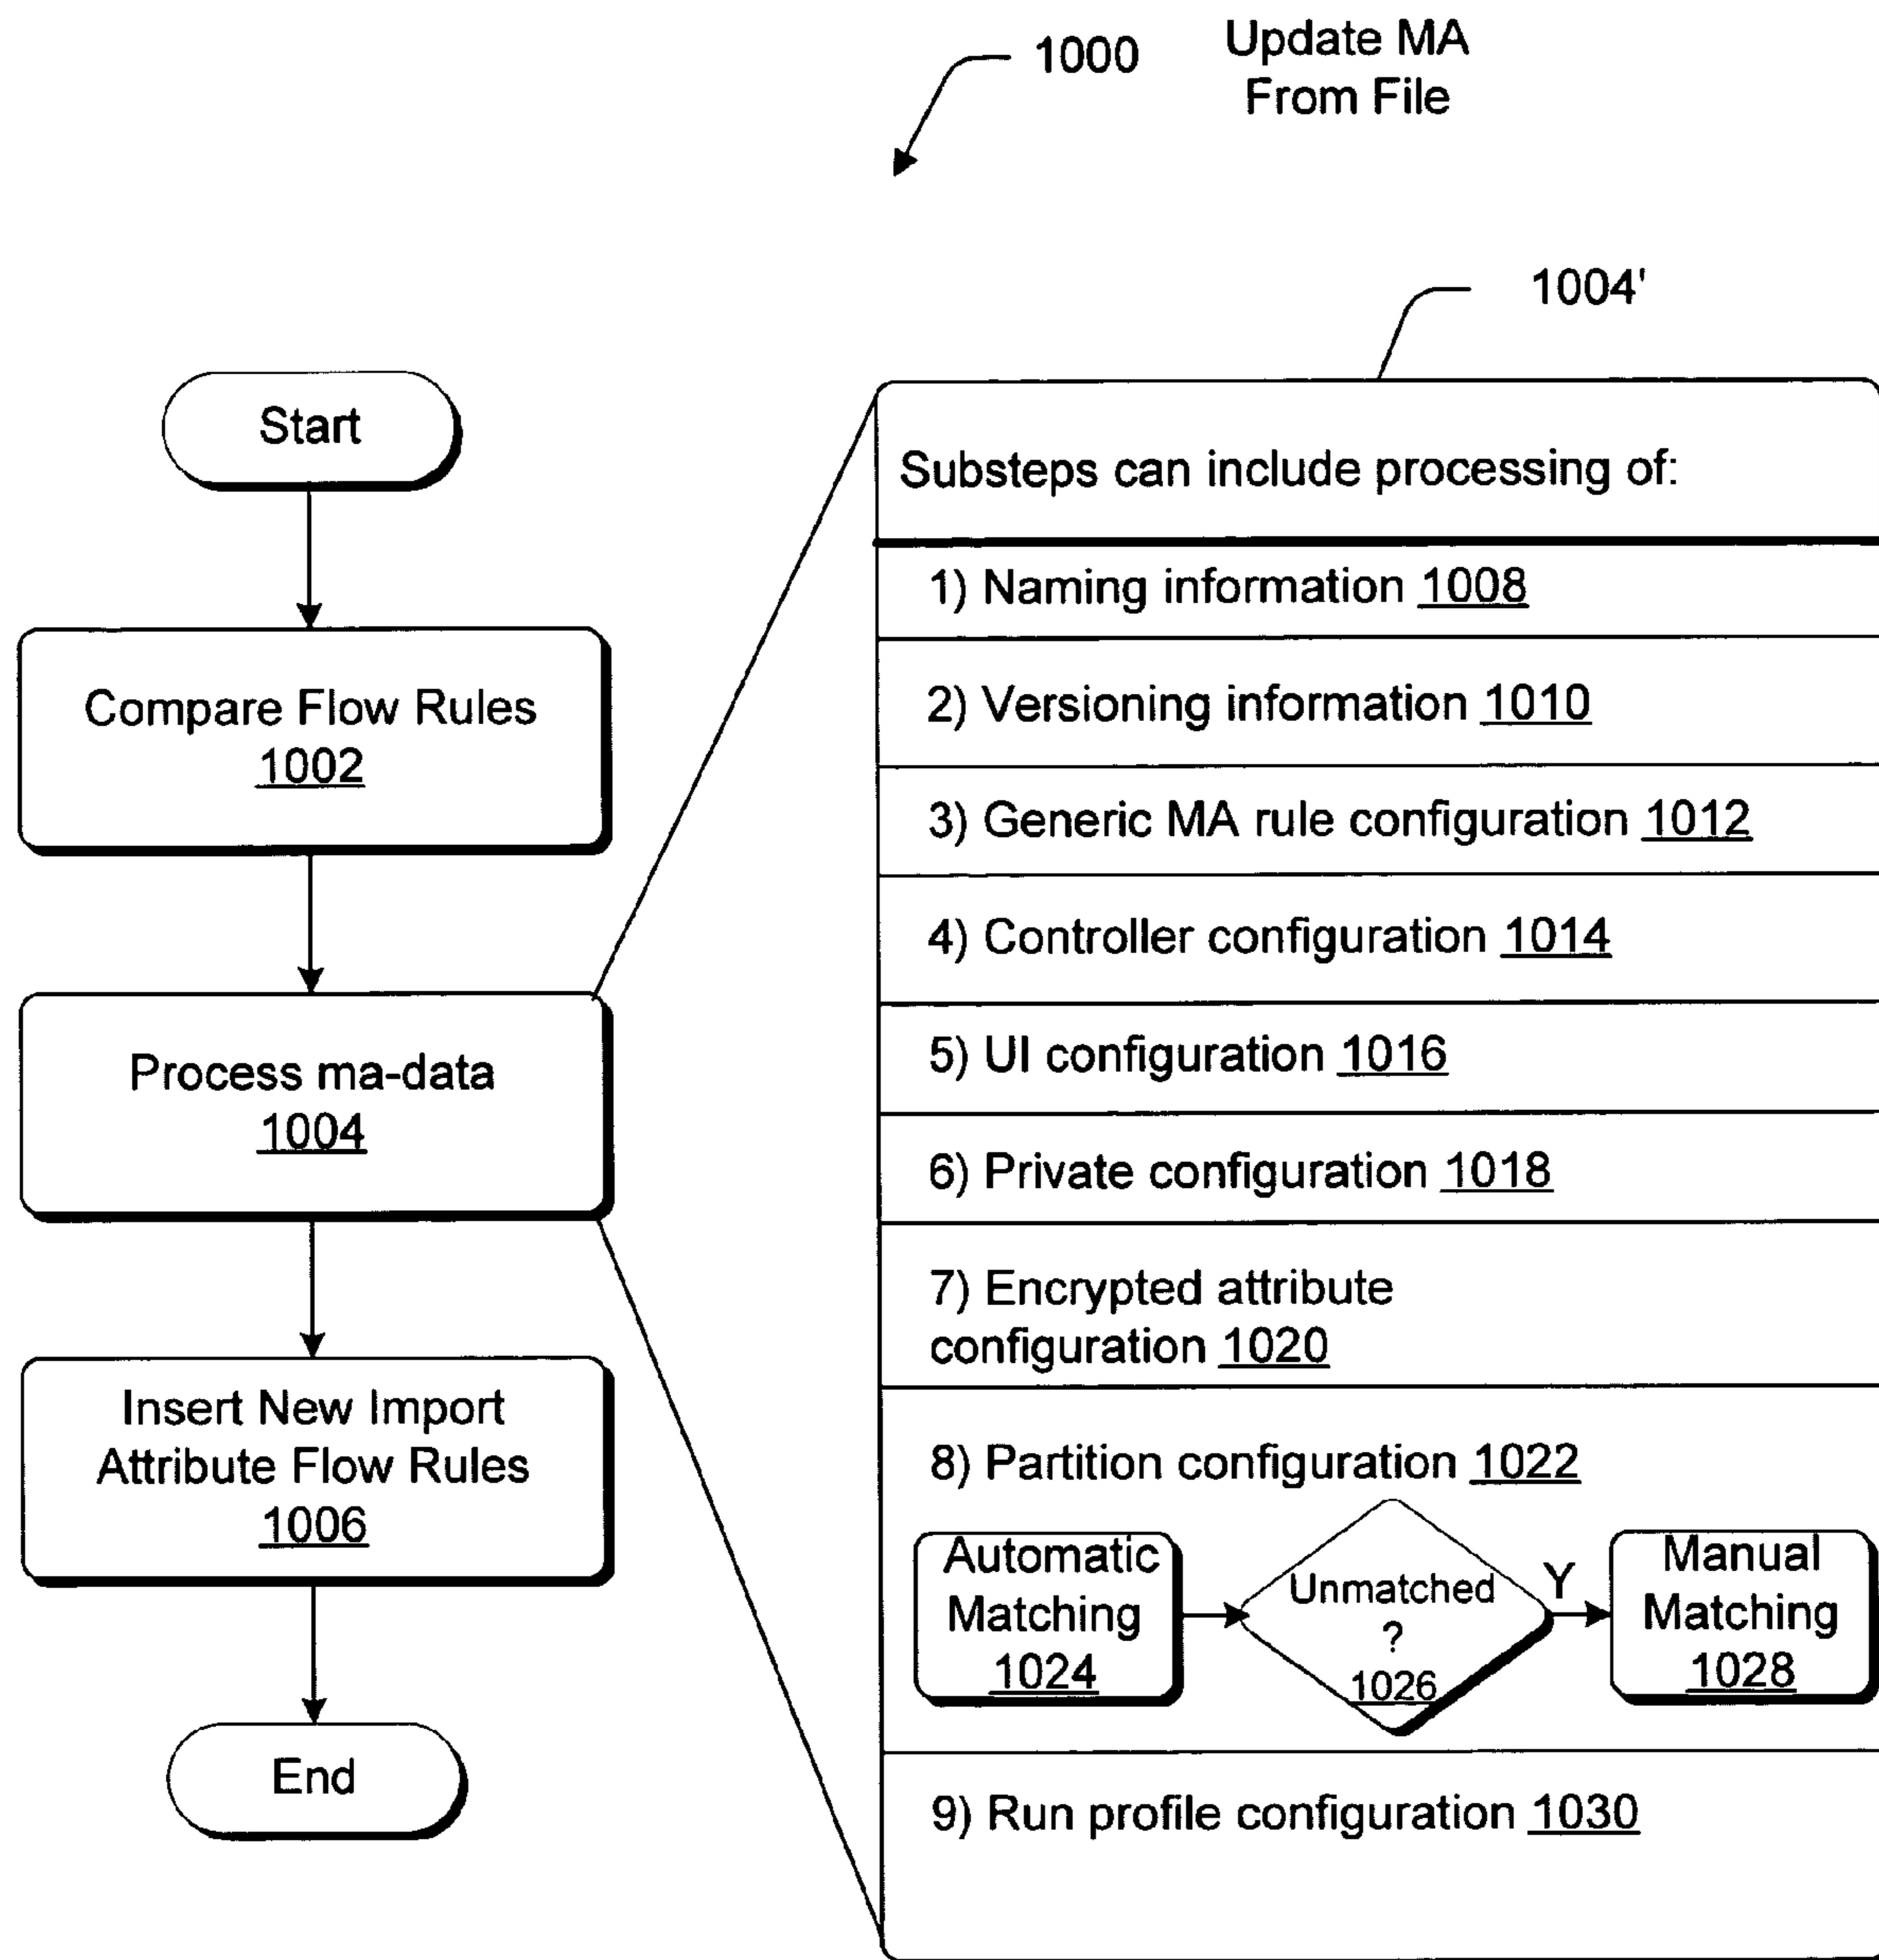 1000 Update MA
From File
1004'
Start
Compare Flow Rules
1002
Process ma-data
1004
Insert New Import
Attribute Flow Rules
1006
End
Substeps can include processing of:
1) Naming information 1008
2) Versioning information 1010
3) Generic MA rule configuration 1012
4) Controller configuration 1014
5) UI configuration 1016
6) Private configuration 1018
7) Encrypted attribute
configuration 1020
8) Partition configuration 1022
Automatic
Matching
1024
Unmatched
?
1026
Y
Manual
Matching
1028
9) Run profile configuration 1030